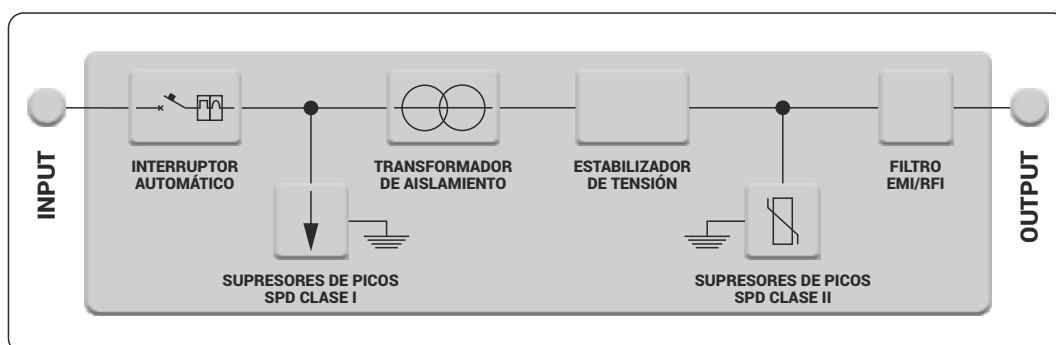 INPUT
INTERRUPTOR
AUTOMÁTICO
TRANSFORMADOR
DE AISLAMIENTO
ESTABILIZADOR
DE TENSIÓN
FILTRO
EMI/RFI
OUTPUT
SUPRESORES DE PICOS
SPD CLASE I
SUPRESORES DE PICOS
SPD CLASE II